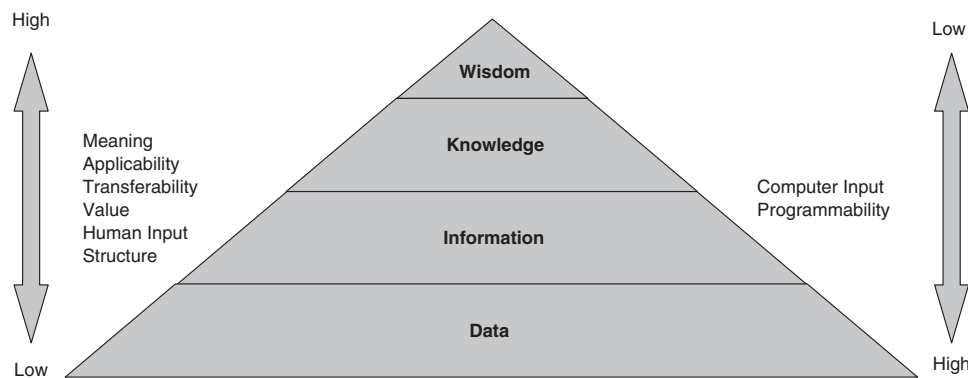 High
Low
Wisdom
Meaning
Applicability
Transferability
Value
Human Input
Structure
Knowledge
Computer Input
Programmability
Information
Data
Low
High